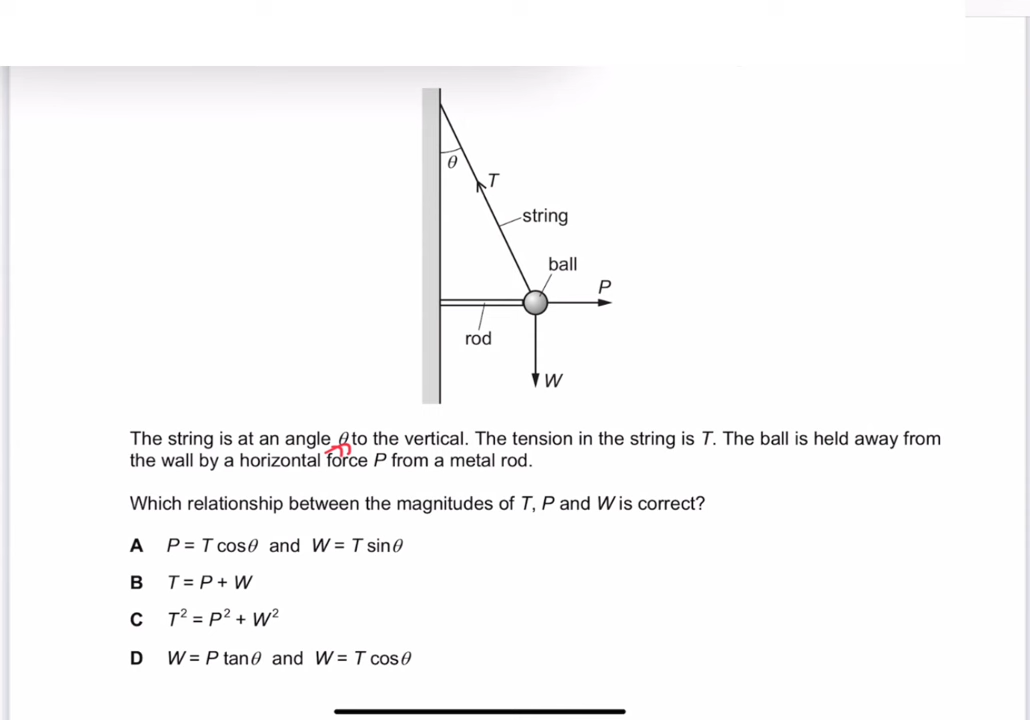 θ
T
string
ball
P
rod
W
The string is at an angle θ to the vertical. The tension in the string is T. The ball is held away from
the wall by a horizontal force P from a metal rod.
Which relationship between the magnitudes of T, P and W is correct?
A P = T cosθ and W = T sinθ
B T = P + W
C T² = P² + W²
D W = P tanθ and W = T cosθ